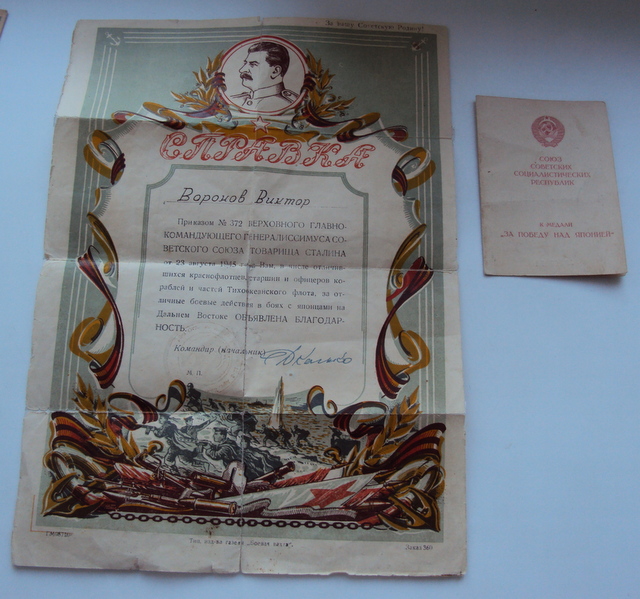 За нашу Советскую Родину!
СПРАВКА
Воронов Виктор
Приказом № 372 ВЕРХОВНОГО ГЛАВНО-
КОМАНДУЮЩЕГО ГЕНЕРАЛИССИМУСА СО-
ВЕТСКОГО СОЮЗА ТОВАРИЩА СТАЛИНА
от 23 августа 1945 года Вам, в числе отличив-
шихся краснофлотцев, старшин и офицеров ко-
раблей и частей Тихоокеанского флота, за от-
личные боевые действия в боях с японцами на
Дальнем Востоке ОБЪЯВЛЕНА БЛАГОДАР-
НОСТЬ.
Командир (начальник)
М. П.
Заказ
СОЮЗ
СОВЕТСКИХ
СОЦИАЛИСТИЧЕСКИХ
РЕСПУБЛИК
К МЕДАЛИ
„ЗА ПОБЕДУ НАД ЯПОНИЕЙ"